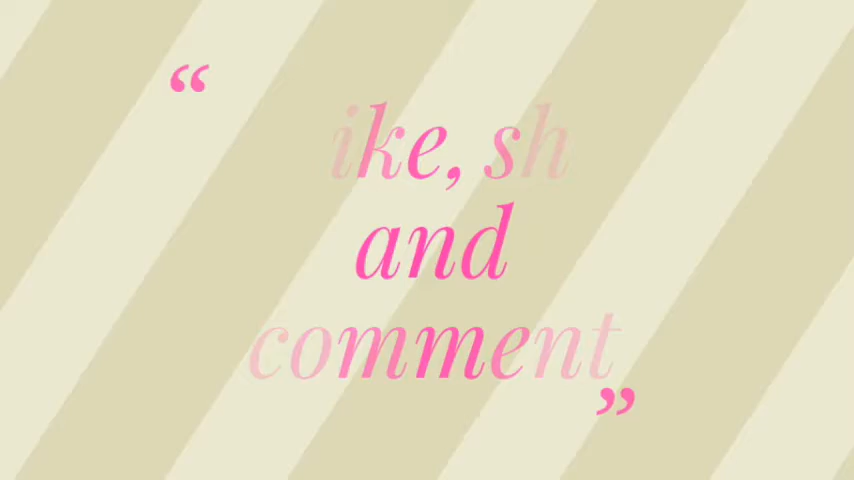 “
ike, sh
and
comment
”